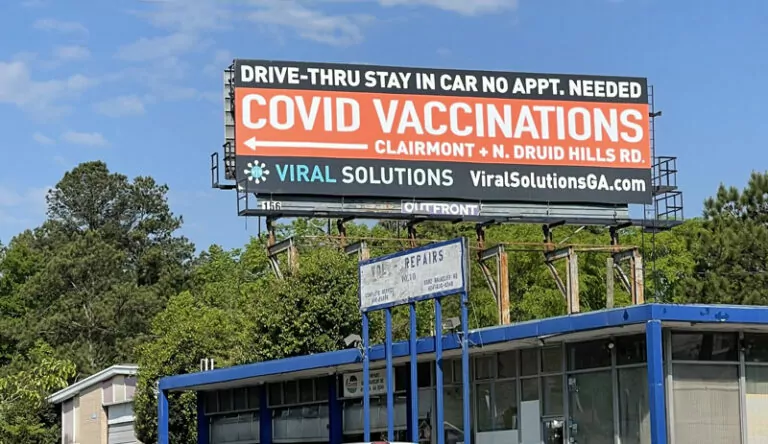 DRIVE-THRU STAY IN CAR NO APPT. NEEDED
COVID VACCINATIONS
CLAIRMONT + N. DRUID HILLS RD.
VIRAL SOLUTIONS ViralSolutionsGA.com
156 OUTFRONT
REPAIRS